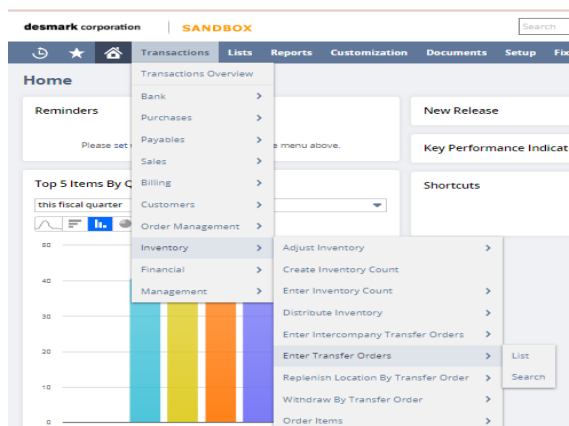 desmark corporation
SANDBOX
Search
Transactions
Lists
Reports
Customization
Documents
Setup
Fix
Home
Transactions Overview
Bank
Purchases
Payables
Sales
Billing
Customers
Order Management
Inventory
Financial
Management
Reminders
Please set
e menu above.
New Release
Key Performance Indicat
Top 5 Items By Q
this fiscal quarter
Shortcuts
60
40
30
20
10
0
Adjust Inventory
Create Inventory Count
Enter Inventory Count
Distribute Inventory
Enter Intercompany Transfer Orders
Enter Transfer Orders
Replenish Location By Transfer Order
Withdraw By Transfer Order
Order Items
List
Search